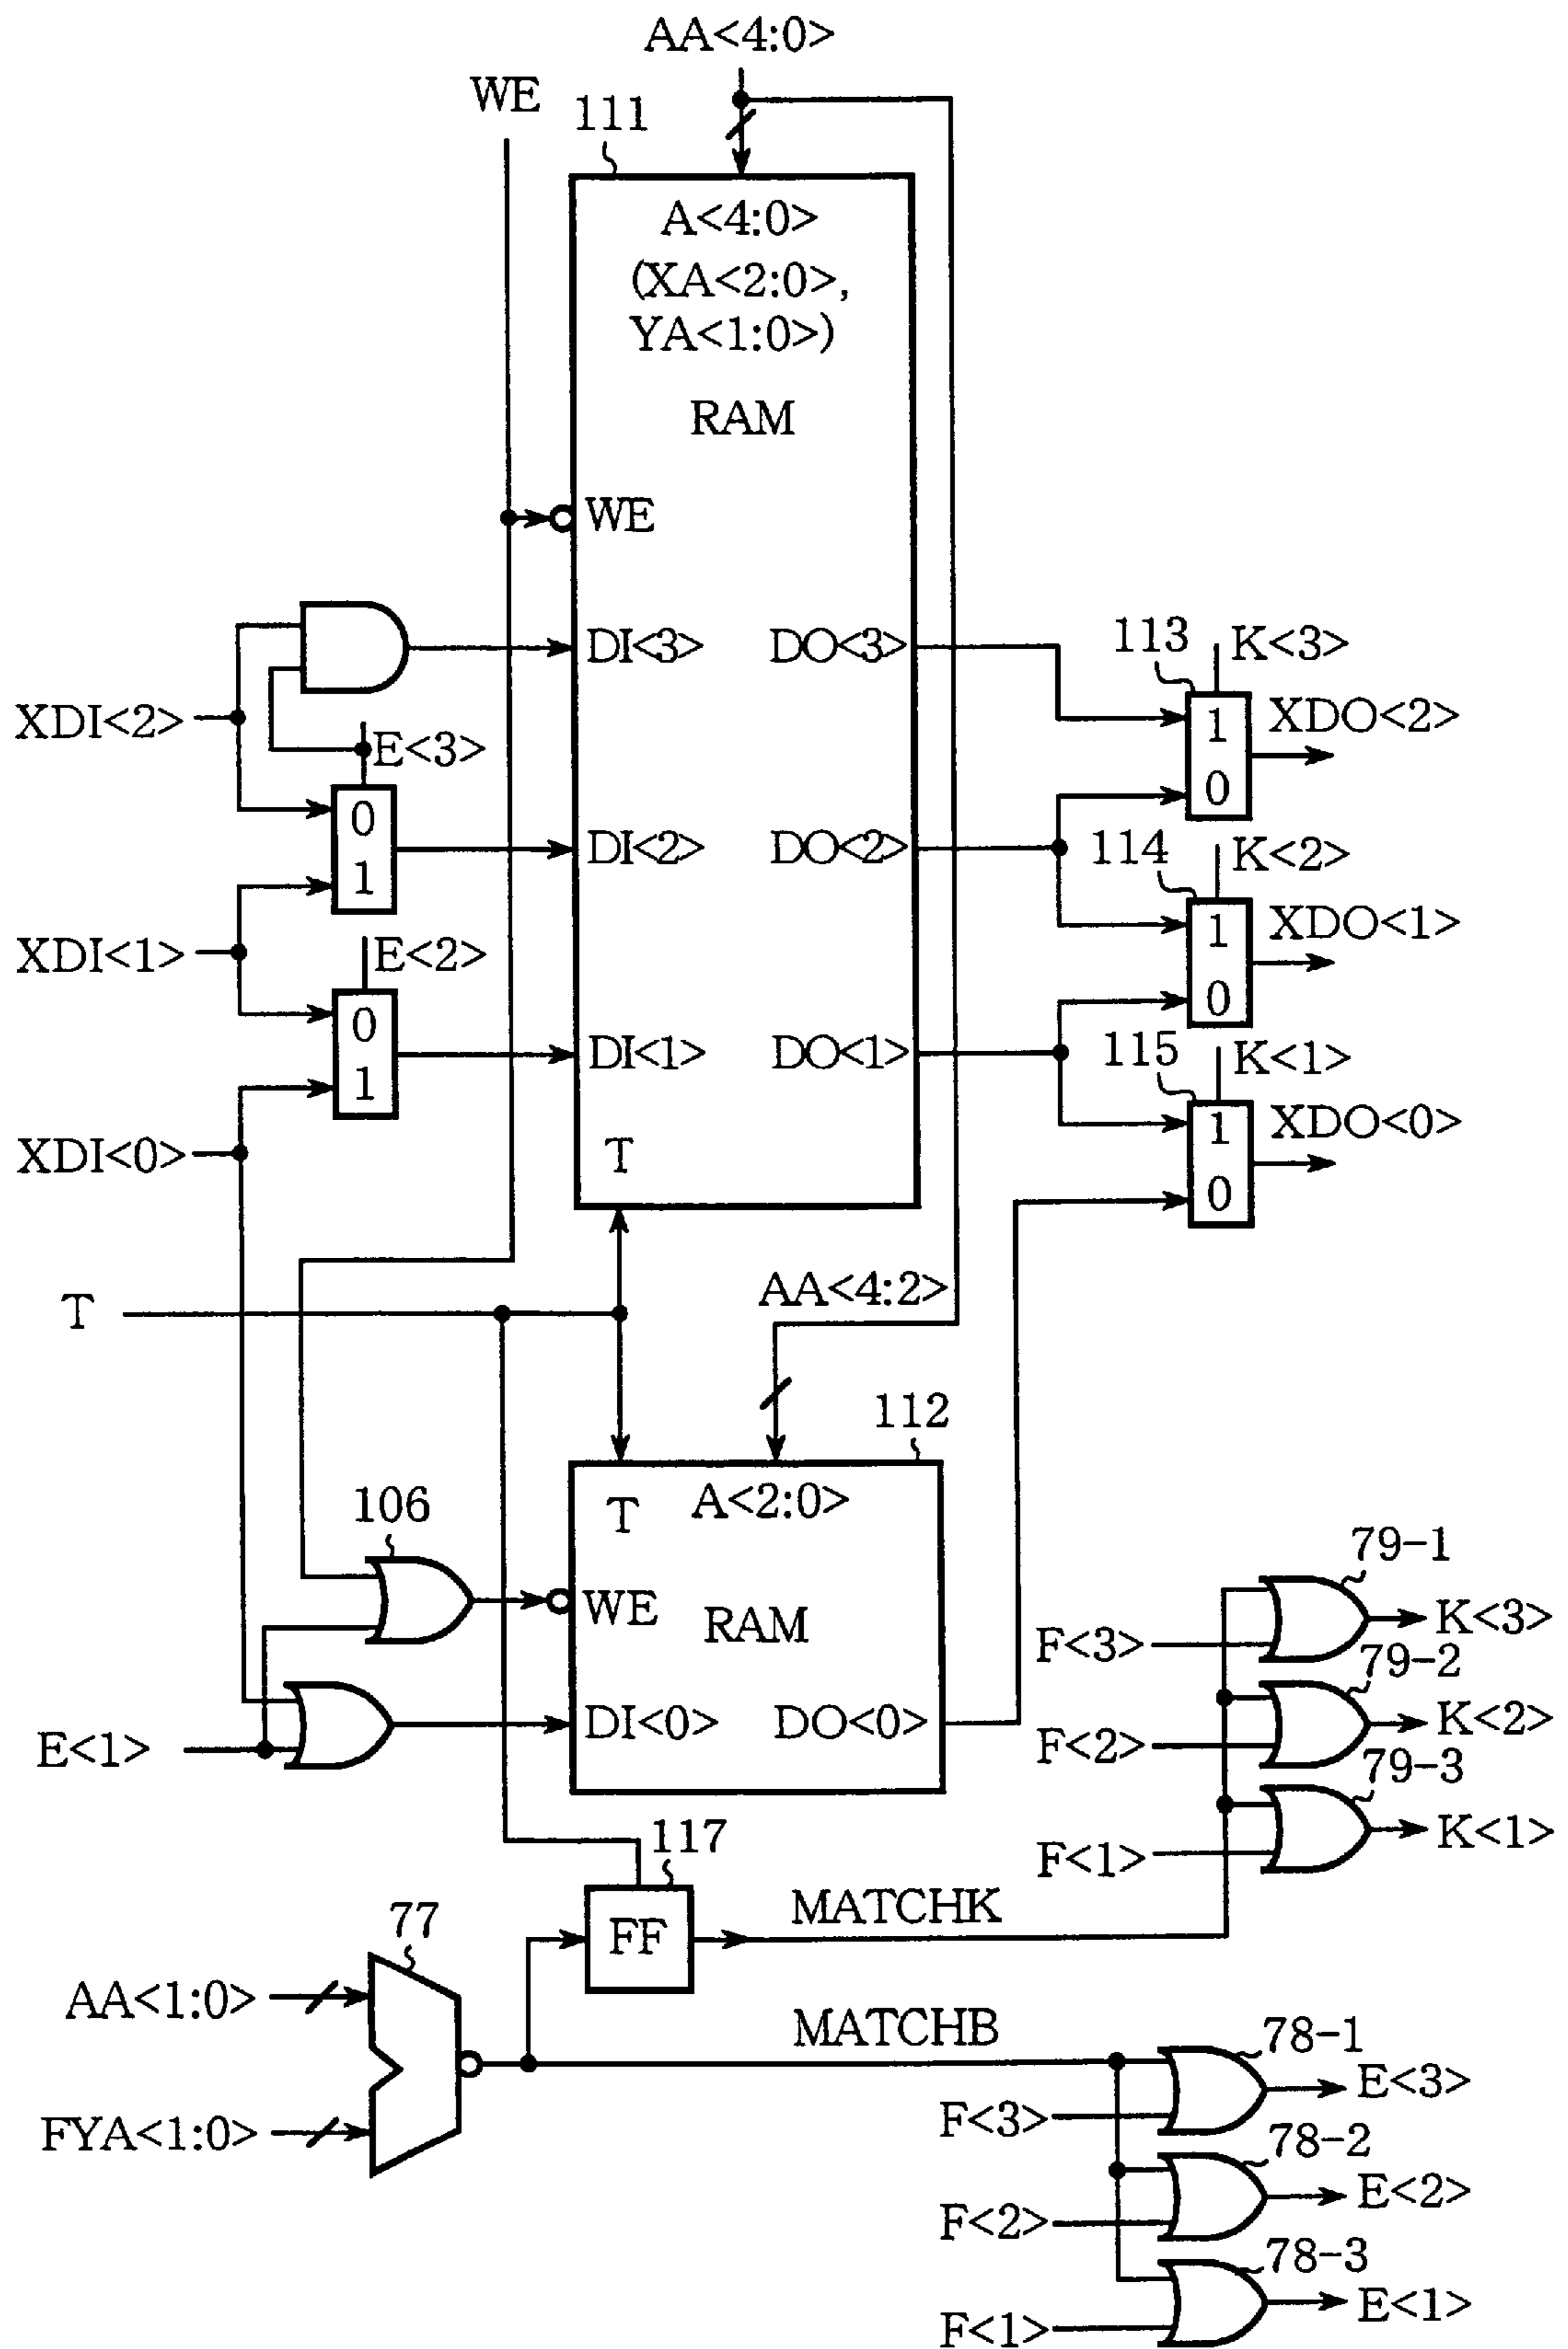 AA<4:0>
WE
111
A<4:0>
(XA<2:0>,
YA<1:0>)
RAM
WE
DI<3>
DO<3>
113
K<3>
XDI<2>
XDO<2>
E<3>
1
0
0
1
DI<2>
DO<2>
114
K<2>
XDI<1>
XDO<1>
E<2>
1
0
0
1
DI<1>
DO<1>
115
K<1>
XDI<0>
XDO<0>
T
1
0
T
AA<4:2>
112
T
A<2:0>
106
WE
RAM
79-1
K<3>
F<3>
79-2
K<2>
F<2>
DI<0>
DO<0>
E<1>
79-3
K<1>
F<1>
117
FF
MATCHK
77
AA<1:0>
MATCHB
FYA<1:0>
78-1
E<3>
F<3>
78-2
E<2>
F<2>
78-3
E<1>
F<1>